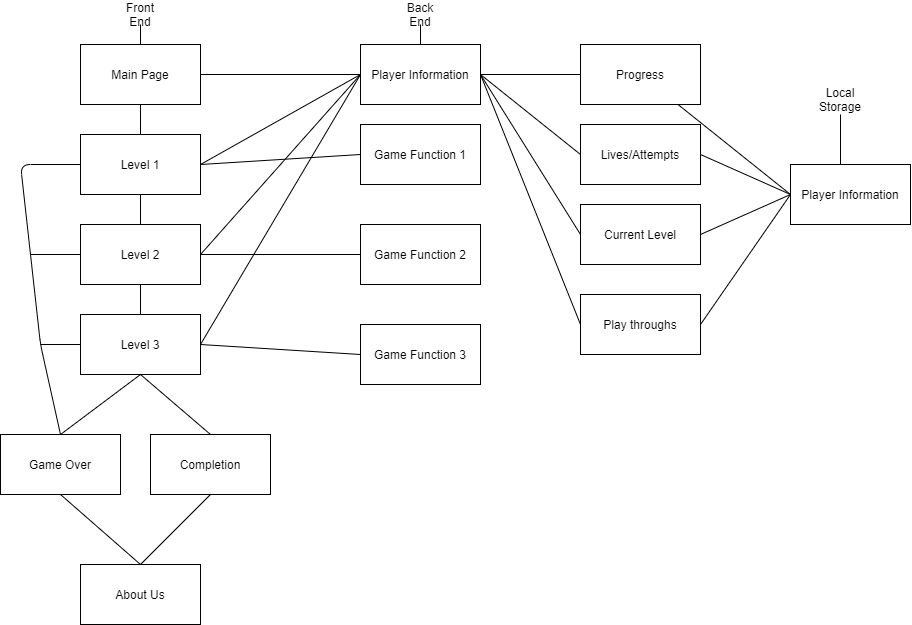 Front
End
Back
End
Main Page
Player Information
Progress
Local
Storage
Level 1
Game Function 1
Lives/Attempts
Player Information
Level 2
Game Function 2
Current Level
Level 3
Game Function 3
Play throughs
Game Over
Completion
About Us